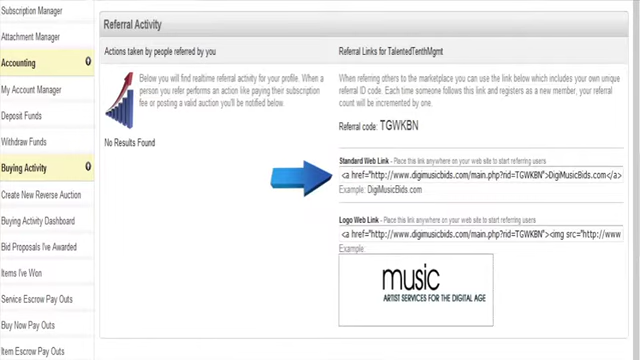 Subscription Manager
Attachment Manager
Accounting
My Account Manager
Deposit Funds
Withdraw Funds
Buying Activity
Create New Reverse Auction
Buying Activity Dashboard
Bid Proposals I've Awarded
Items I've Won
Service Escrow Pay Outs
Buy Now Pay Outs
Item Escrow Pay Outs
Referral Activity
Actions taken by people referred by you
Below you will find realtime referral activity for your profile. When a
person you refer performs an action like paying their subscription
fee or posting a valid auction you'll be notified below.
No Results Found
Referral Links for TalentedTenthMgmt
When referring others to the marketplace you can use the link below which includes your own unique
referral ID code. Each time someone follows this link and registers as a new member, your referral
count will be incremented by one.
Referral code: TGWKBN
Standard Web Link - Place this link anywhere on your web site to start referring users
<a href="http://www.digimusicbids.com/main.php?rid=TGWKBN">DigiMusicBids.com</a>
Example: DigiMusicBids.com
Logo Web Link - Place this link anywhere on your web site to start referring users
<a href="http://www.digimusicbids.com/main.php?rid=TGWKBN"><img src="http://www
Example:
music
ARTIST SERVICES FOR THE DIGITAL AGE